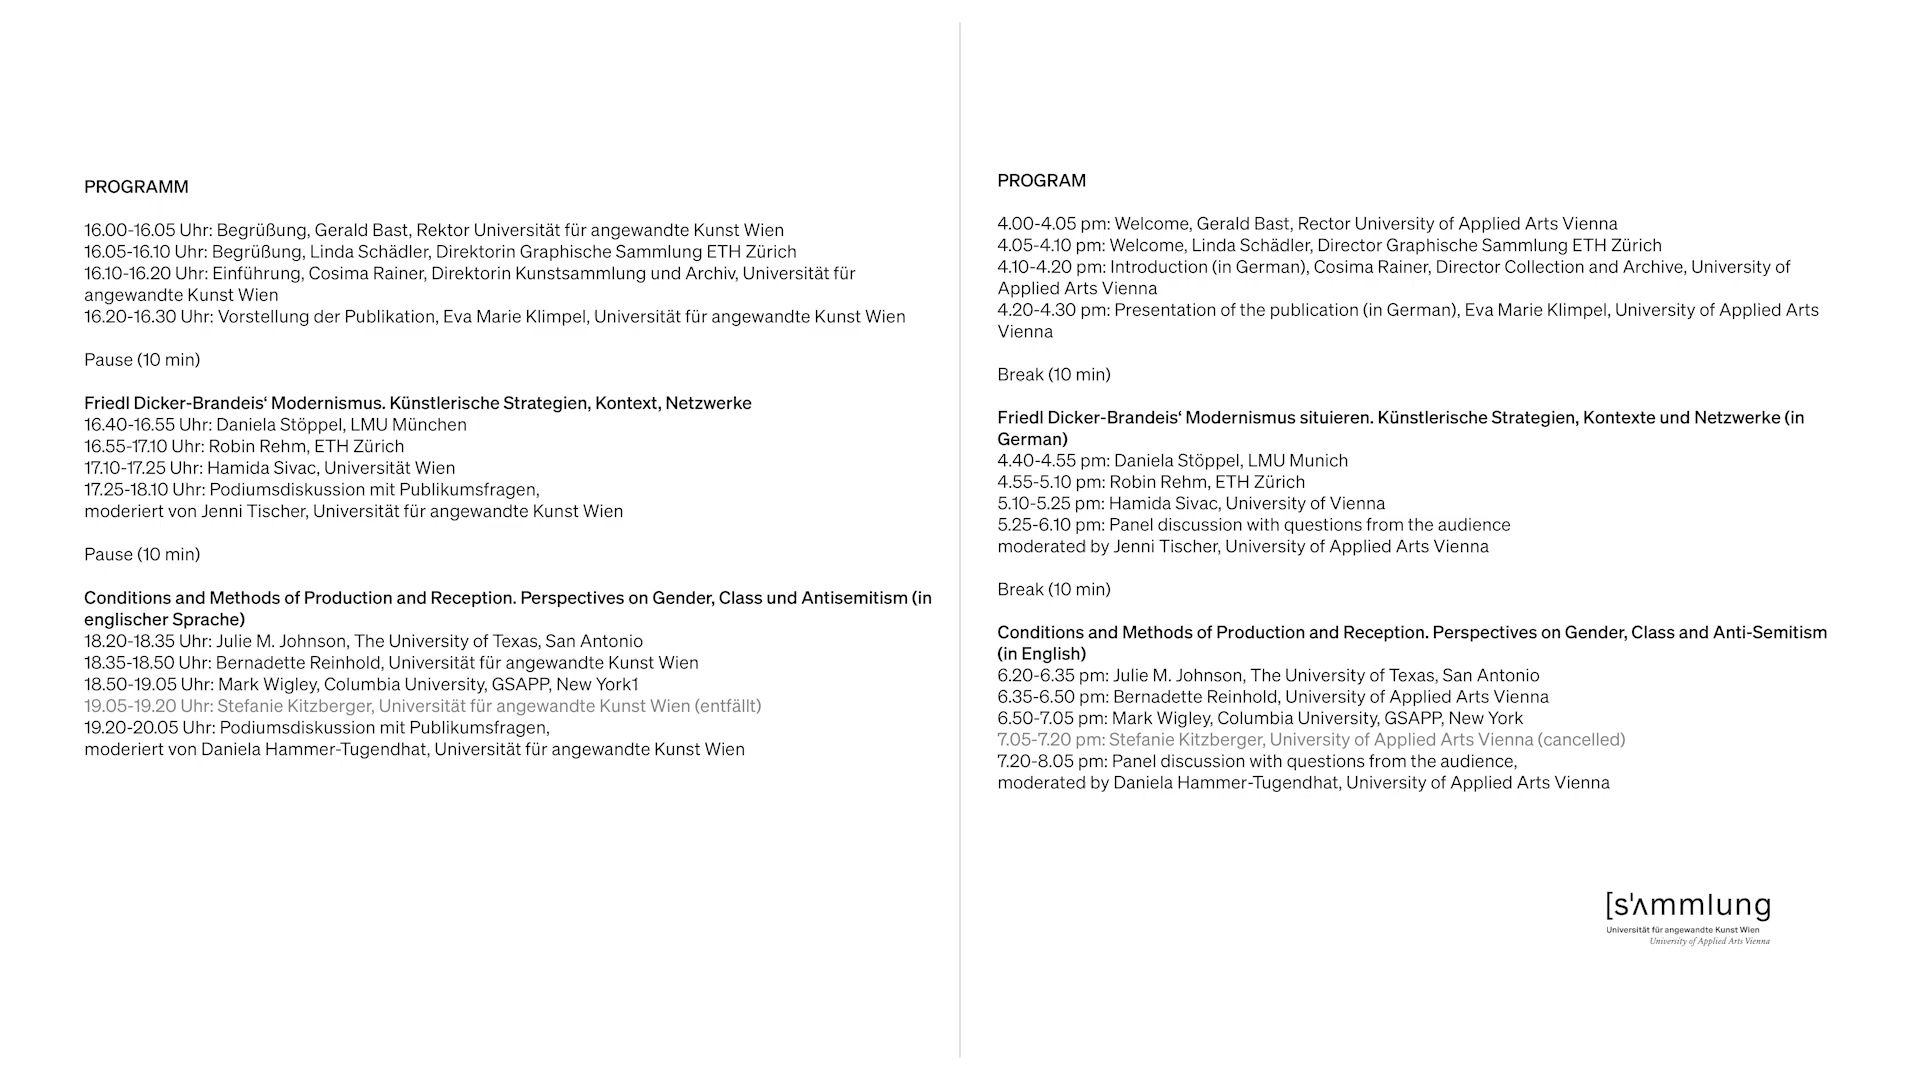 PROGRAMM
16.00-16.05 Uhr: Begrüßung, Gerald Bast, Rektor Universität für angewandte Kunst Wien
16.05-16.10 Uhr: Begrüßung, Linda Schädler, Direktorin Graphische Sammlung ETH Zürich
16.10-16.20 Uhr: Einführung, Cosima Rainer, Direktorin Kunstsammlung und Archiv, Universität für
angewandte Kunst Wien
16.20-16.30 Uhr: Vorstellung der Publikation, Eva Marie Klimpel, Universität für angewandte Kunst Wien
Pause (10 min)
Friedl Dicker-Brandeis‘ Modernismus. Künstlerische Strategien, Kontext, Netzwerke
16.40-16.55 Uhr: Daniela Stöppel, LMU München
16.55-17.10 Uhr: Robin Rehm, ETH Zürich
17.10-17.25 Uhr: Hamida Sivac, Universität Wien
17.25-18.10 Uhr: Podiumsdiskussion mit Publikumsfragen,
moderiert von Jenni Tischer, Universität für angewandte Kunst Wien
Pause (10 min)
Conditions and Methods of Production and Reception. Perspectives on Gender, Class und Antisemitism (in
englischer Sprache)
18.20-18.35 Uhr: Julie M. Johnson, The University of Texas, San Antonio
18.35-18.50 Uhr: Bernadette Reinhold, Universität für angewandte Kunst Wien
18.50-19.05 Uhr: Mark Wigley, Columbia University, GSAPP, New York1
19.05-19.20 Uhr: Stefanie Kitzberger, Universität für angewandte Kunst Wien (entfällt)
19.20-20.05 Uhr: Podiumsdiskussion mit Publikumsfragen,
moderiert von Daniela Hammer-Tugendhat, Universität für angewandte Kunst Wien
PROGRAM
4.00-4.05 pm: Welcome, Gerald Bast, Rector University of Applied Arts Vienna
4.05-4.10 pm: Welcome, Linda Schädler, Director Graphische Sammlung ETH Zürich
4.10-4.20 pm: Introduction (in German), Cosima Rainer, Director Collection and Archive, University of
Applied Arts Vienna
4.20-4.30 pm: Presentation of the publication (in German), Eva Marie Klimpel, University of Applied Arts
Vienna
Break (10 min)
Friedl Dicker-Brandeis‘ Modernismus situieren. Künstlerische Strategien, Kontexte und Netzwerke (in
German)
4.40-4.55 pm: Daniela Stöppel, LMU Munich
4.55-5.10 pm: Robin Rehm, ETH Zürich
5.10-5.25 pm: Hamida Sivac, University of Vienna
5.25-6.10 pm: Panel discussion with questions from the audience
moderated by Jenni Tischer, University of Applied Arts Vienna
Break (10 min)
Conditions and Methods of Production and Reception. Perspectives on Gender, Class and Anti-Semitism
(in English)
6.20-6.35 pm: Julie M. Johnson, The University of Texas, San Antonio
6.35-6.50 pm: Bernadette Reinhold, University of Applied Arts Vienna
6.50-7.05 pm: Mark Wigley, Columbia University, GSAPP, New York
7.05-7.20 pm: Stefanie Kitzberger, University of Applied Arts Vienna (cancelled)
7.20-8.05 pm: Panel discussion with questions from the audience,
moderated by Daniela Hammer-Tugendhat, University of Applied Arts Vienna
[s'ʌmmlung
Universität für angewandte Kunst Wien
University of Applied Arts Vienna